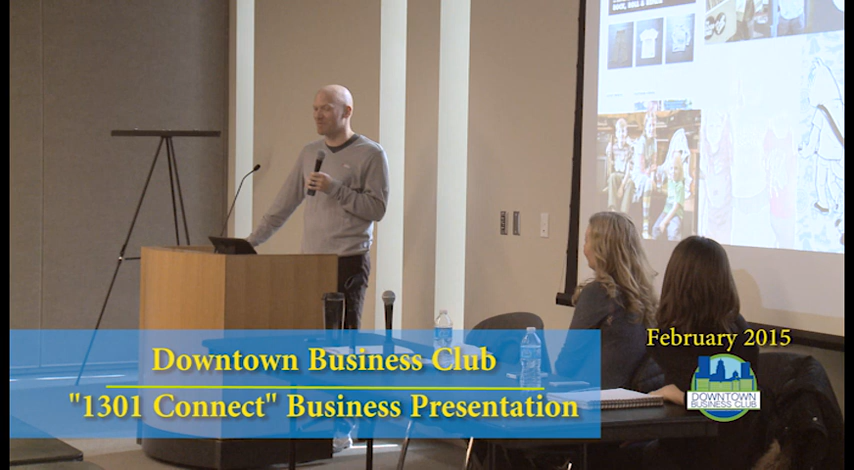 February 2015
Downtown Business Club
"1301 Connect" Business Presentation
DOWNTOWN
BUSINESS CLUB